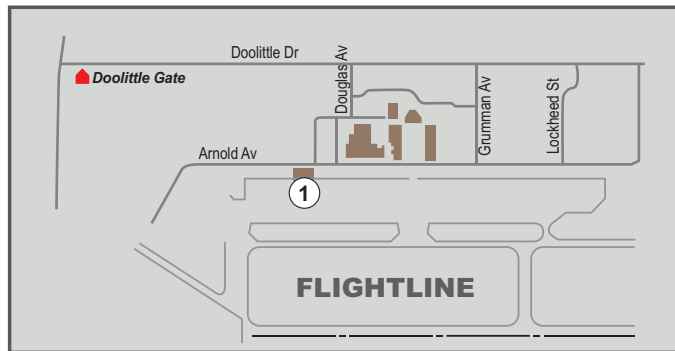 Doolittle Dr
Doolittle Gate
Douglas Av
Grumman Av
Lockheed St
Arnold Av
1
FLIGHTLINE